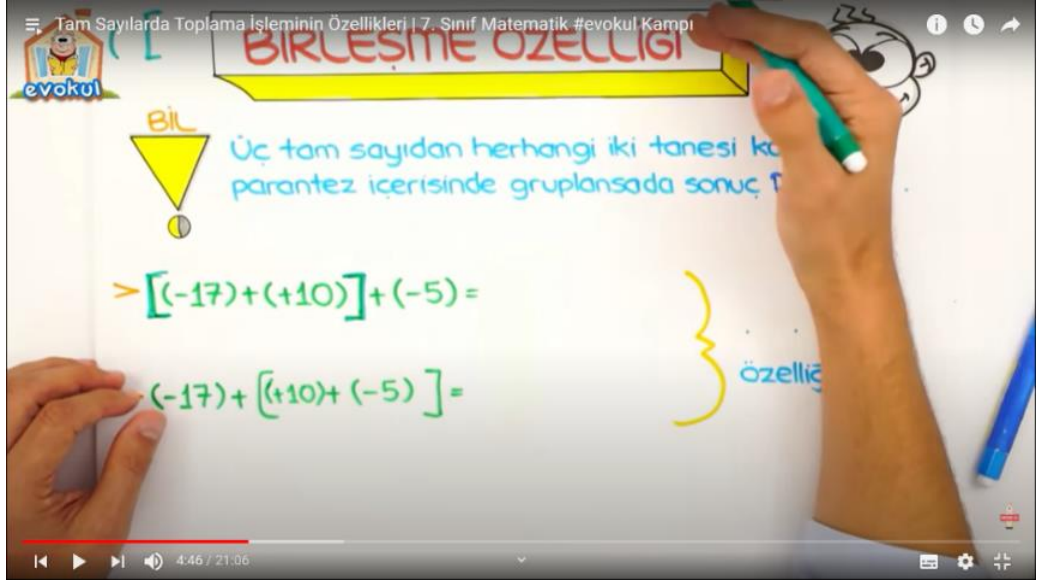 Tam Sayılarda Toplama İşleminin Özellikleri | 7. Sınıf Matematik #evokul Kampı
evokul
BİRLEŞME ÖZELLİĞİ
BİL
Üç tam sayıdan herhangi iki tanesi
parantez içerisinde gruplansada sonuç
> [(-17)+(+10)]+(-5)=
(-17)+[(+10)+(-5)]=
4:46 / 21:06